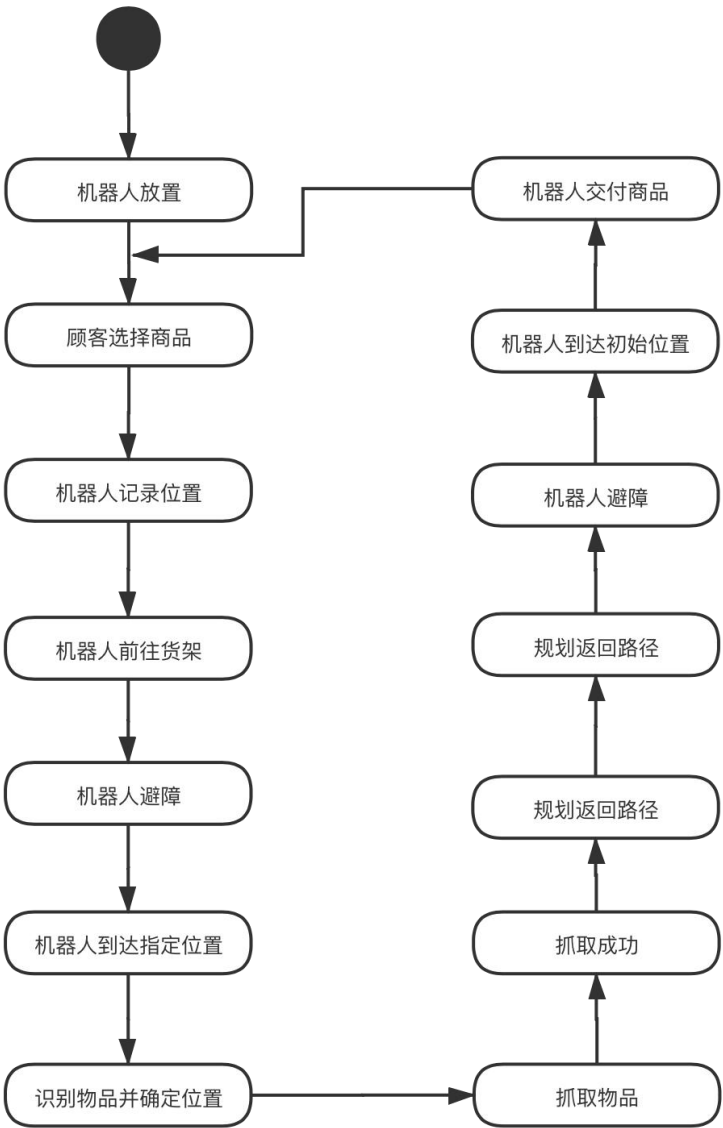 机器人放置
顾客选择商品
机器人记录位置
机器人前往货架
机器人避障
机器人到达指定位置
识别物品并确定位置
抓取物品
抓取成功
规划返回路径
规划返回路径
机器人避障
机器人到达初始位置
机器人交付商品